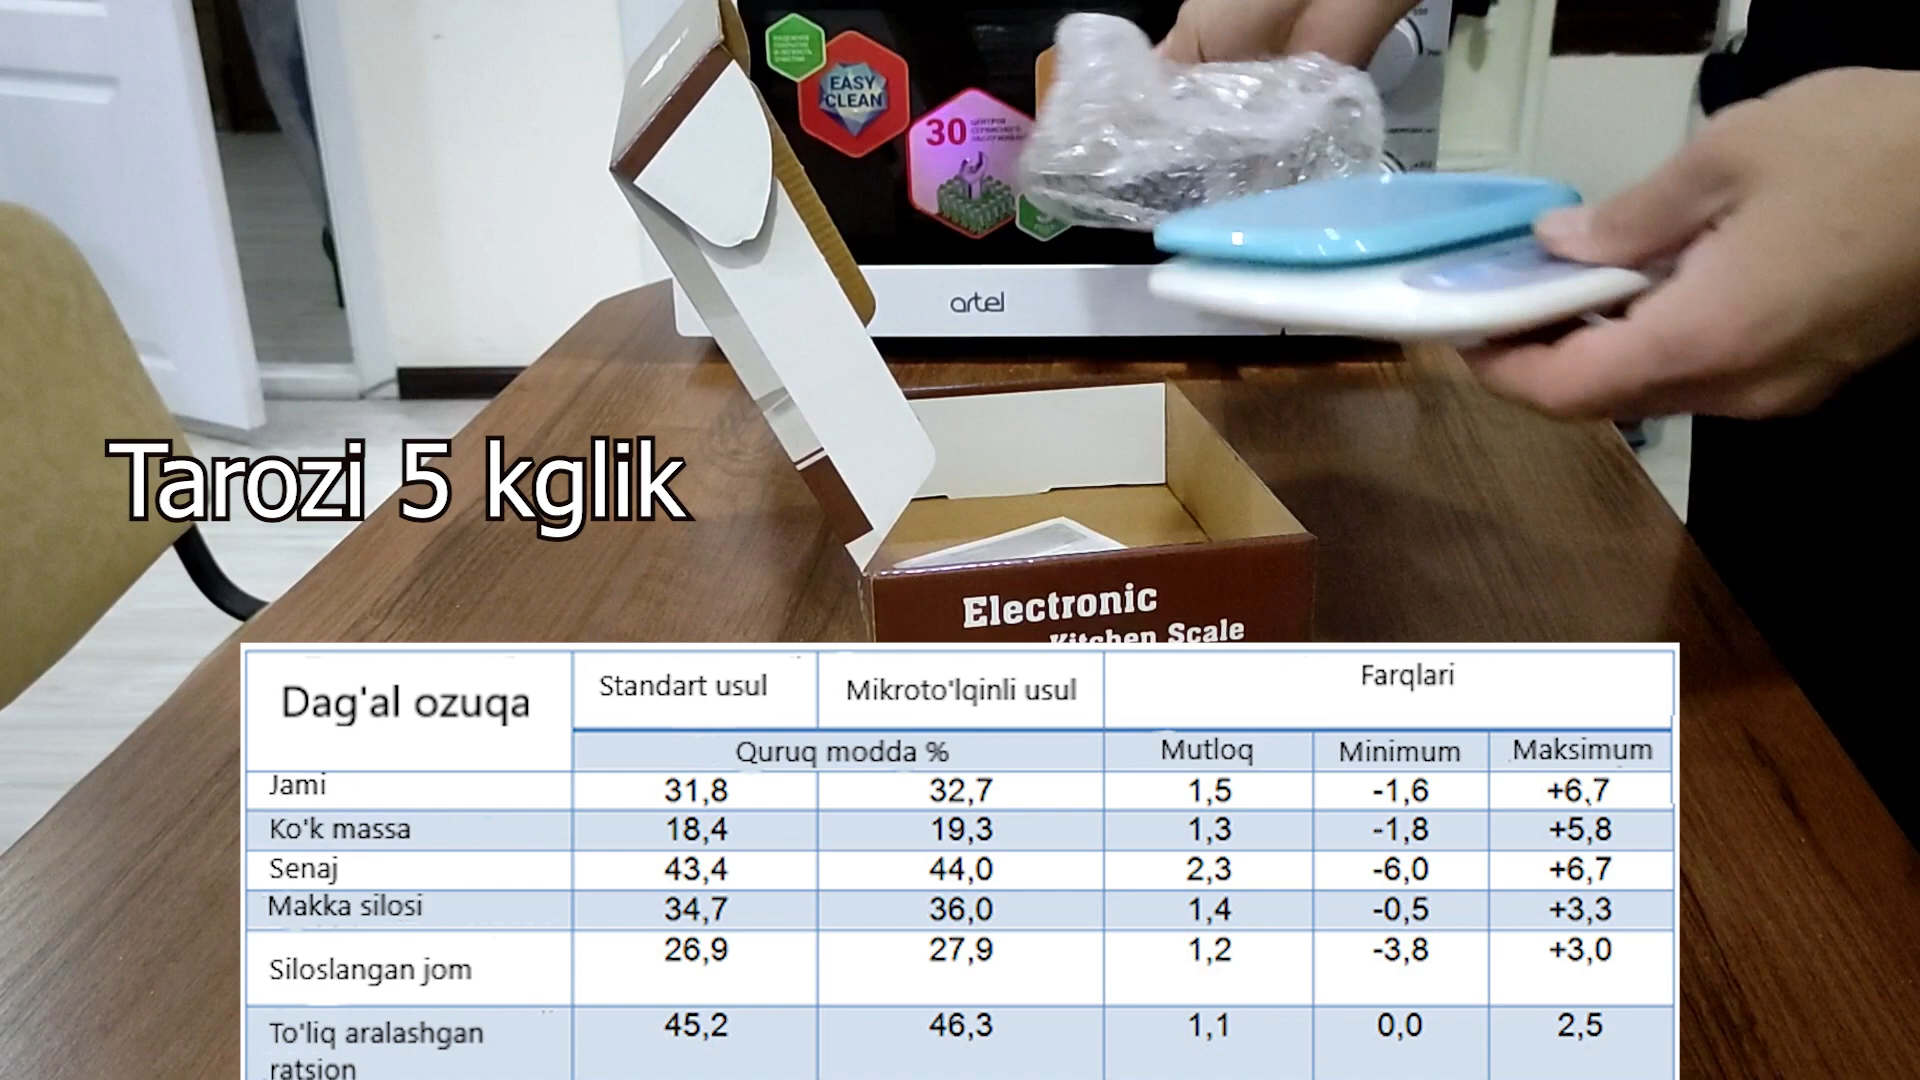 EASY
CLEAN
30
ЦЕНТРОВ
СЕРВИСНОГО
ОБСЛУЖИВАНИЯ
artel
Tarozi 5 kglik
Electronic
Kitchen Scale
Dag'al ozuqa Standart usul Mikroto'lqinli usul Farqlari
Quruq modda % Mutloq Minimum Maksimum
Jami 31,8 32,7 1,5 -1,6 +6,7
Ko'k massa 18,4 19,3 1,3 -1,8 +5,8
Senaj 43,4 44,0 2,3 -6,0 +6,7
Makka silosi 34,7 36,0 1,4 -0,5 +3,3
Siloslangan jom 26,9 27,9 1,2 -3,8 +3,0
To'liq aralashgan 45,2 46,3 1,1 0,0 2,5
ratsion